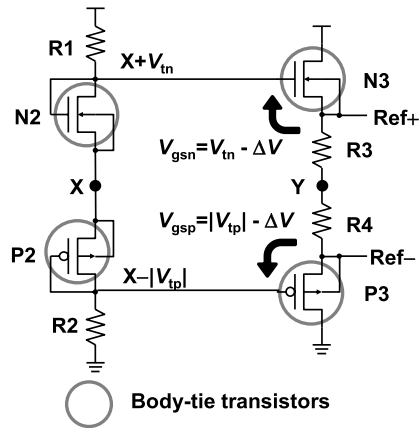 R1
X+Vtn
N3
N2
Ref+
Vgsn=Vtn - ΔV
R3
X
Y
Vgsp=|Vtp| - ΔV
R4
P2
Ref–
X–|Vtp|
P3
R2
Body-tie transistors